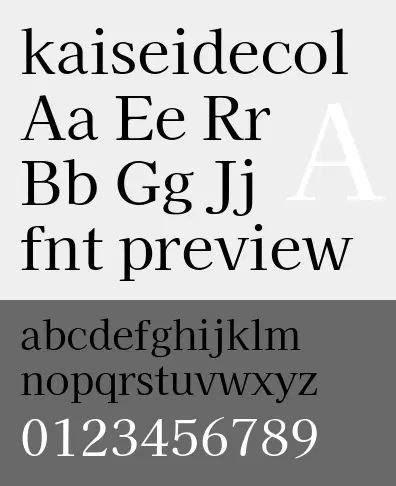 kaiseidecol
Aa Ee Rr
A
Bb Gg Jj
fnt preview
abcdefghijklm
nopqrstuvwxyz
0123456789